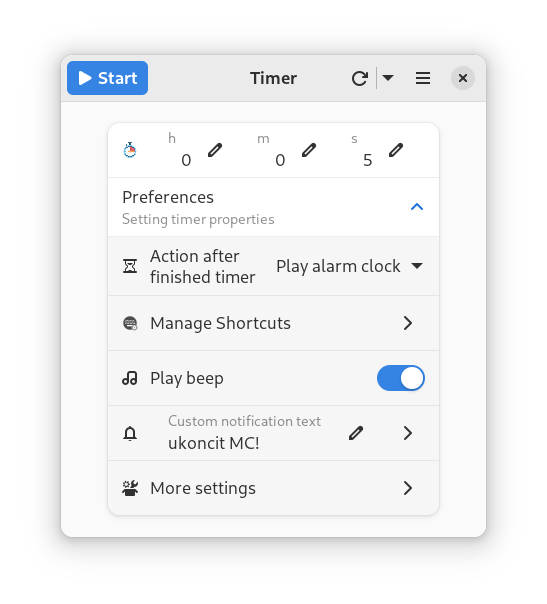 Start
Timer
h
m
s
0
0
5
Preferences
Setting timer properties
Action after
finished timer
Play alarm clock
Manage Shortcuts
Play beep
Custom notification text
ukoncit MC!
More settings